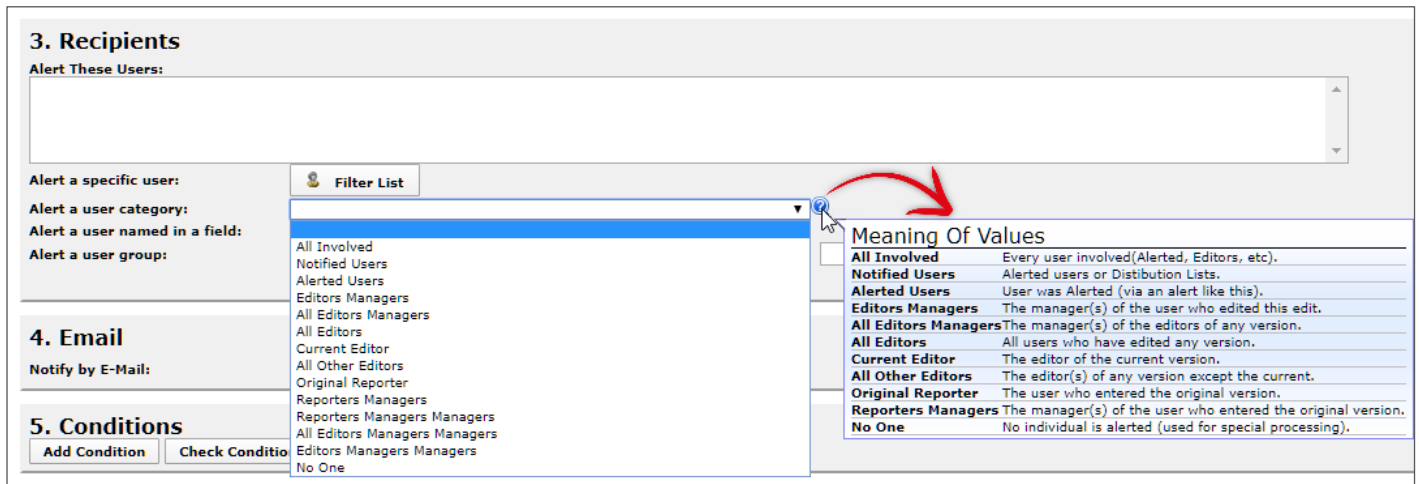 3. Recipients
Alert These Users:
Alert a specific user:
Filter List
Alert a user category:
Alert a user named in a field:
Alert a user group:
All Involved
Notified Users
Alerted Users
Editors Managers
All Editors Managers
All Editors
Current Editor
All Other Editors
Original Reporter
Reporters Managers
Reporters Managers Managers
All Editors Managers Managers
Editors Managers Managers
No One
?
Meaning Of Values
All Involved Every user involved(Alerted, Editors, etc).
Notified Users Alerted users or Distibution Lists.
Alerted Users User was Alerted (via an alert like this).
Editors Managers The manager(s) of the user who edited this edit.
All Editors Managers The manager(s) of the editors of any version.
All Editors All users who have edited any version.
Current Editor The editor of the current version.
All Other Editors The editor(s) of any version except the current.
Original Reporter The user who entered the original version.
Reporters Managers The manager(s) of the user who entered the original version.
No One No individual is alerted (used for special processing).
4. Email
Notify by E-Mail:
5. Conditions
Add Condition
Check Conditio